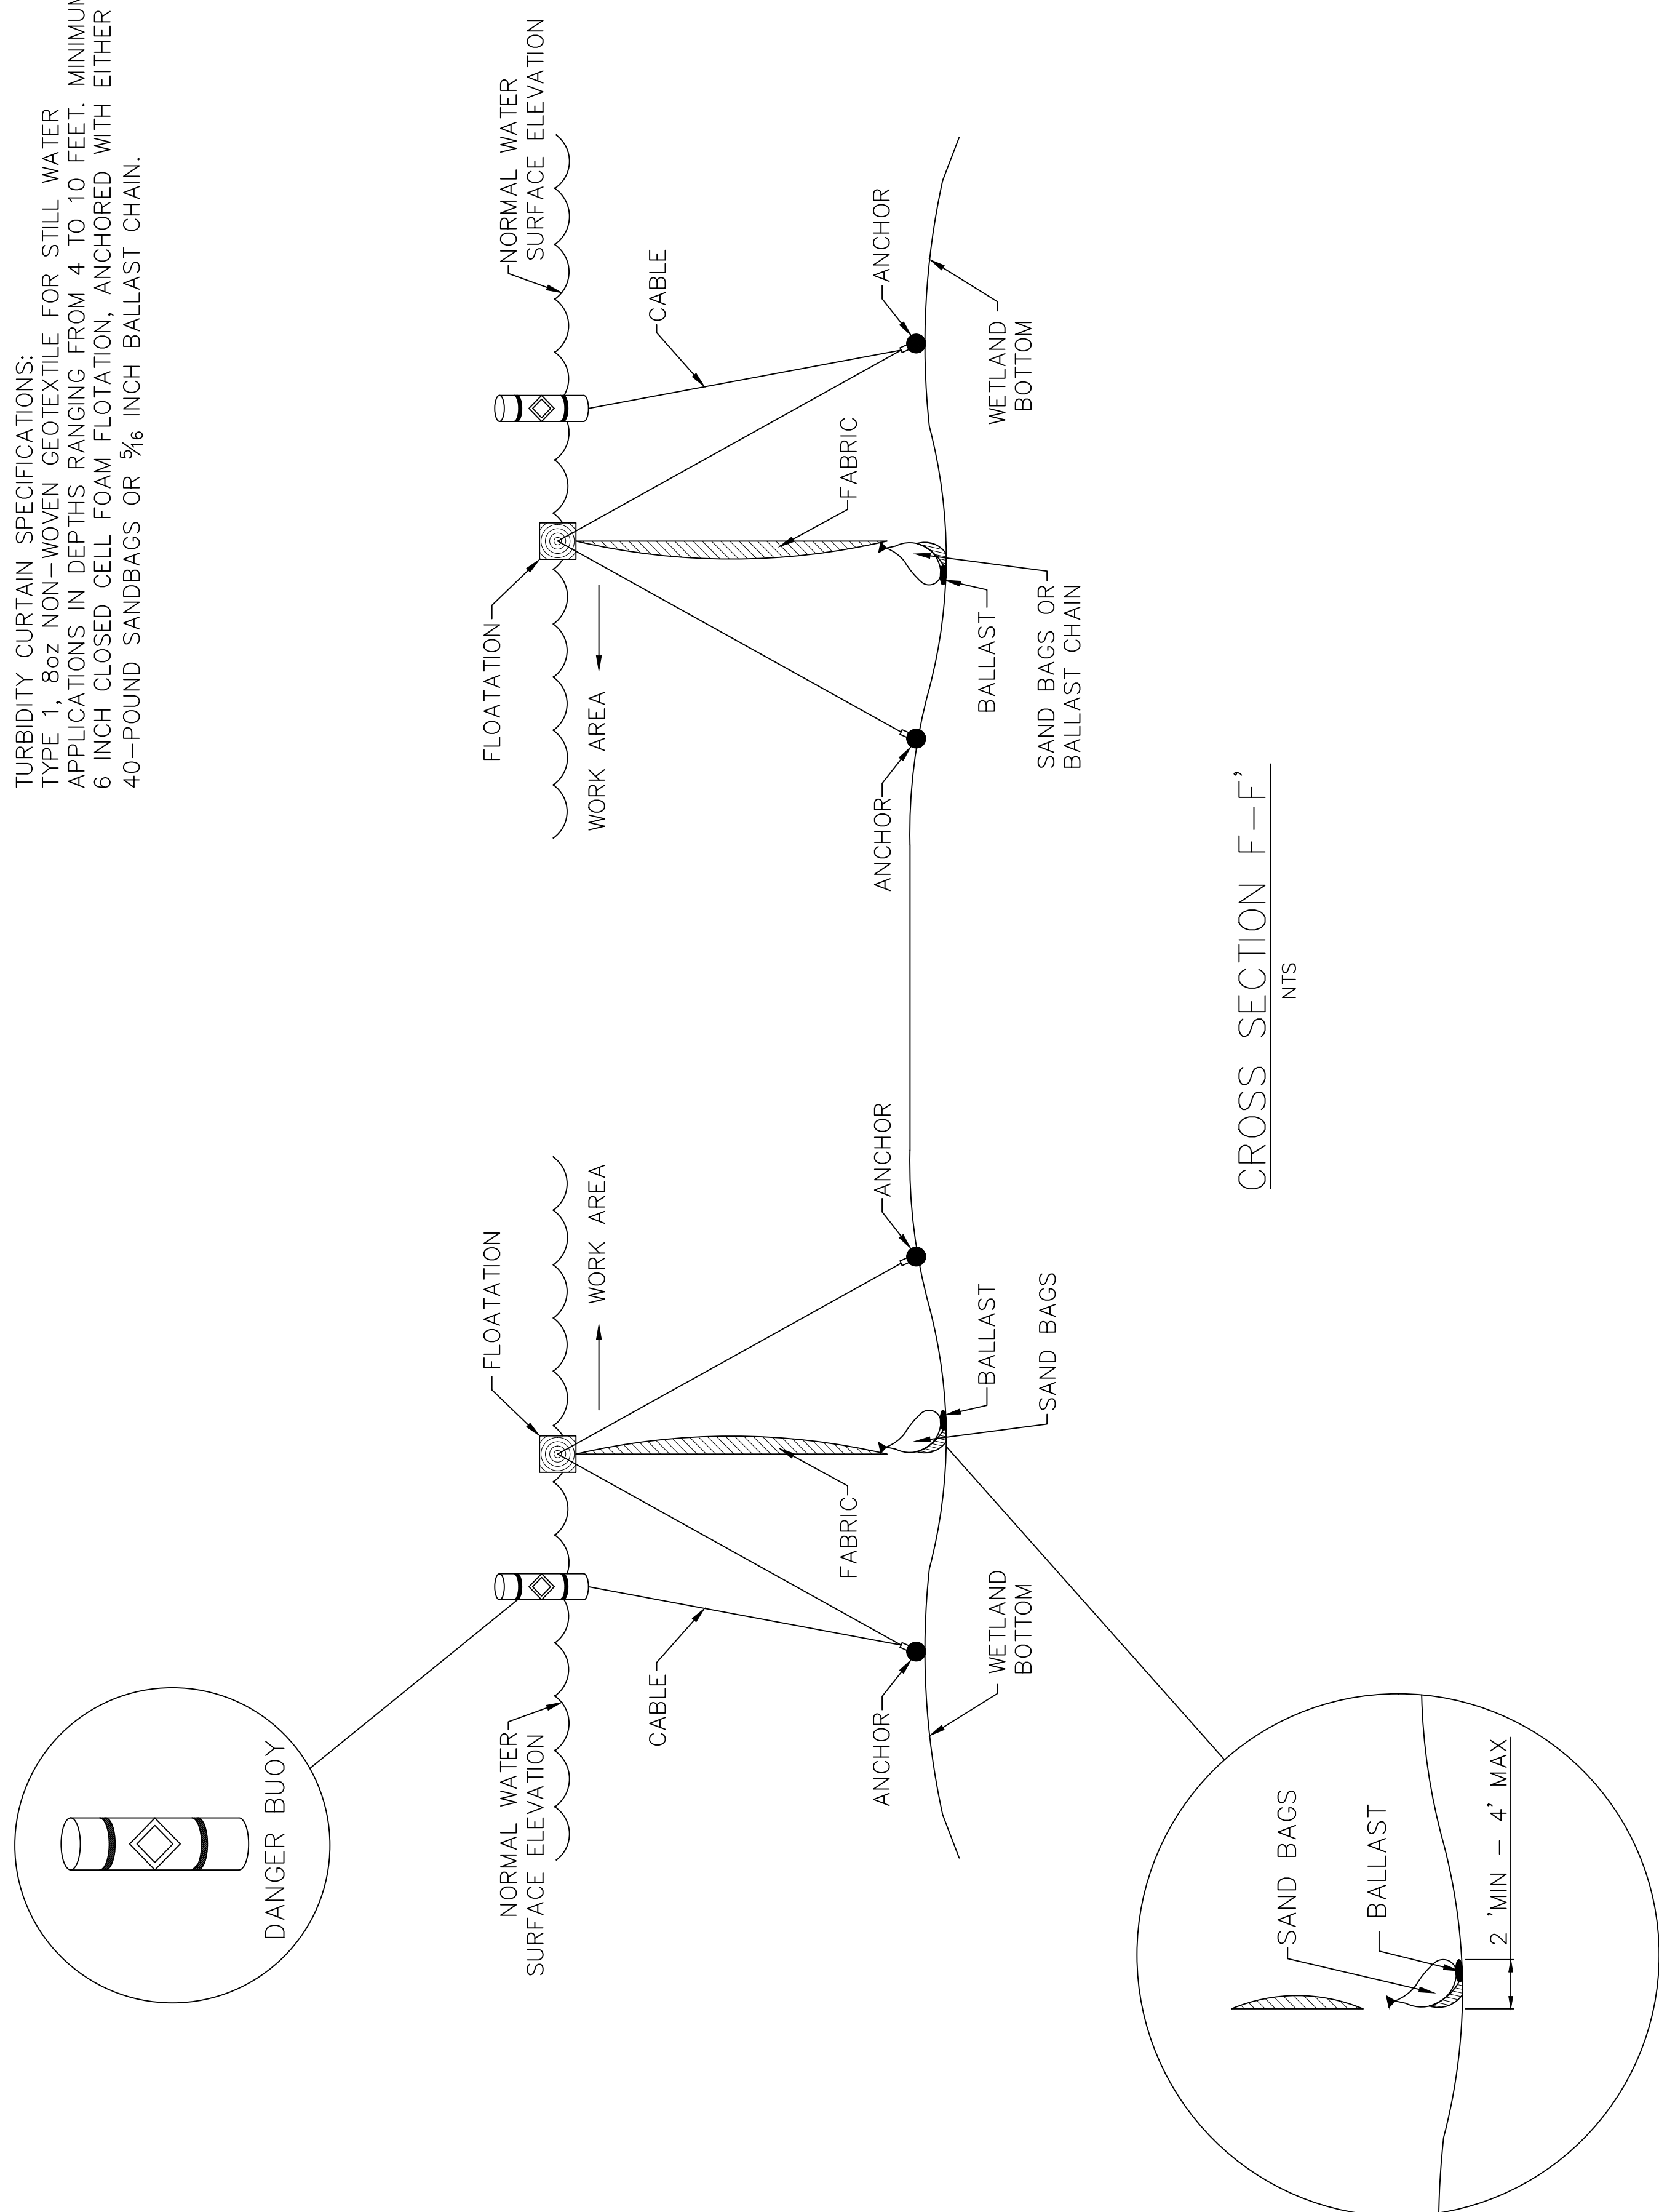 TURBIDITY CURTAIN SPECIFICATIONS:
TYPE 1, 8oz NON-WOVEN GEOTEXTILE FOR STILL WATER
APPLICATIONS IN DEPTHS RANGING FROM 4 TO 10 FEET. MINIMUM
6 INCH CLOSED CELL FOAM FLOTATION, ANCHORED WITH EITHER
40-POUND SANDBAGS OR 5/16 INCH BALLAST CHAIN.
DANGER BUOY
NORMAL WATER
SURFACE ELEVATION
FLOATATION
WORK AREA
CABLE
FABRIC
ANCHOR
ANCHOR
WETLAND
BOTTOM
BALLAST
SAND BAGS
FLOATATION
WORK AREA
NORMAL WATER
SURFACE ELEVATION
CABLE
FABRIC
ANCHOR
ANCHOR
WETLAND
BOTTOM
BALLAST
SAND BAGS OR
BALLAST CHAIN
SAND BAGS
BALLAST
2 'MIN - 4' MAX
CROSS SECTION F-F'
NTS